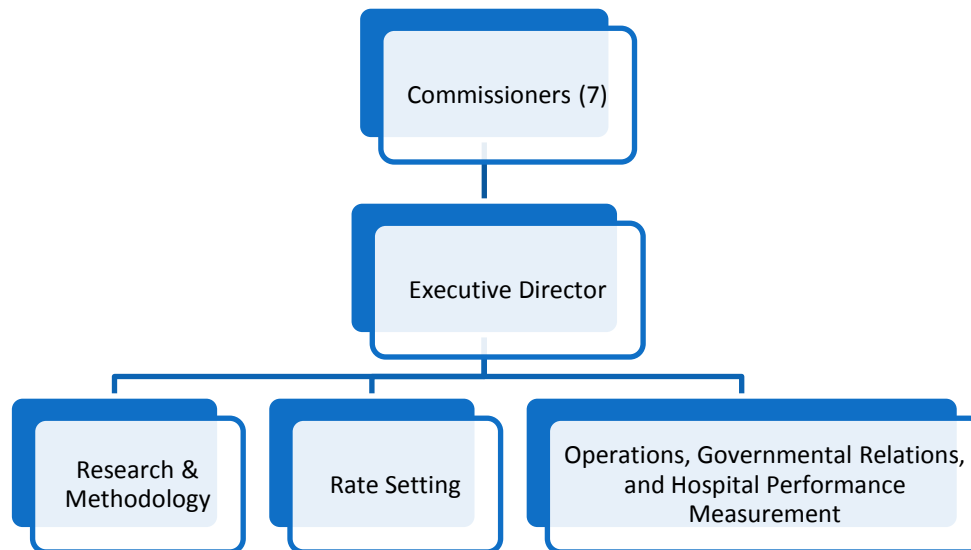 Commissioners (7)
Executive Director
Research &
Methodology
Rate Setting
Operations, Governmental Relations,
and Hospital Performance
Measurement